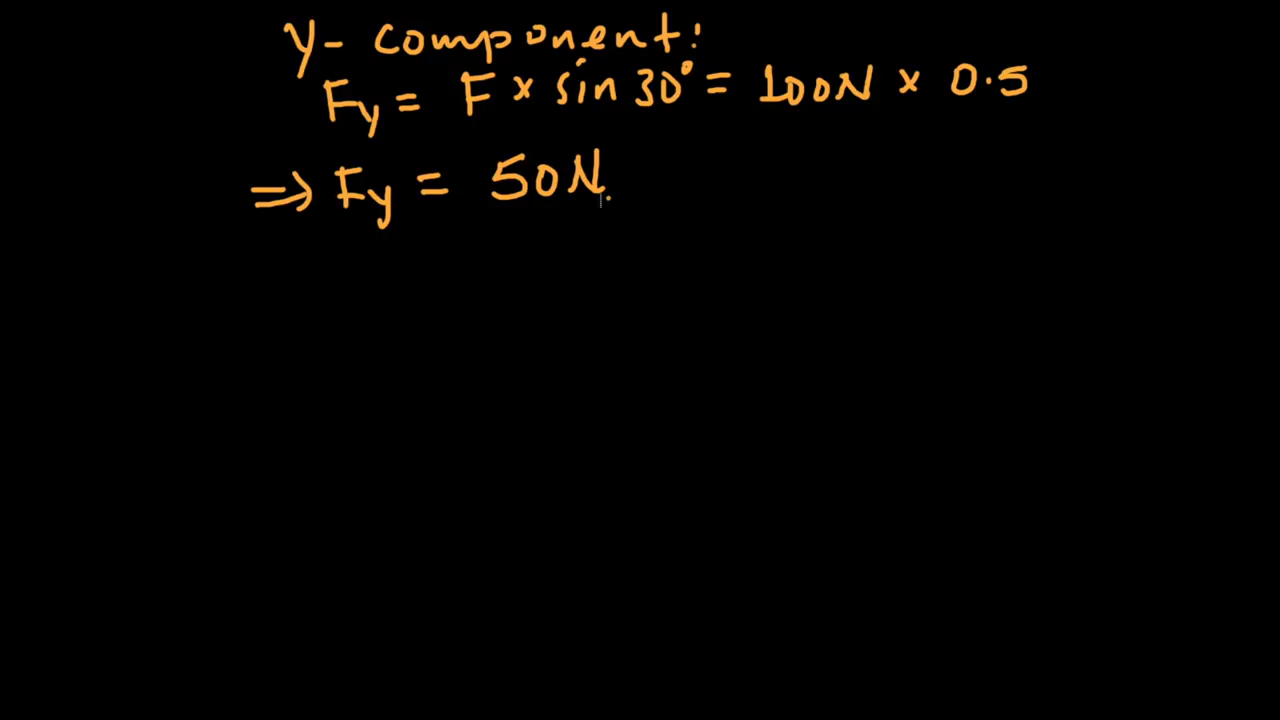 Y- component:
Fy = F × sin 30° = 100N × 0.5
⇒ Fy = 50N.